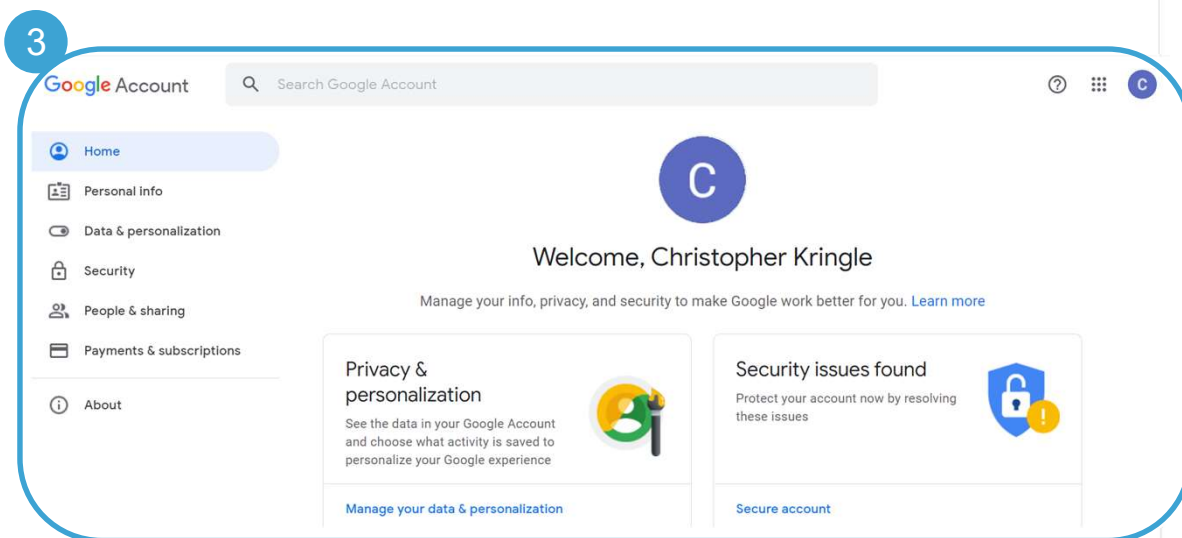 3
Google Account
Search Google Account
C
Home
Personal info
Data & personalization
Security
People & sharing
Payments & subscriptions
About
C
Welcome, Christopher Kringle
Manage your info, privacy, and security to make Google work better for you. Learn more
Privacy &
personalization
See the data in your Google Account
and choose what activity is saved to
personalize your Google experience
Manage your data & personalization
Security issues found
Protect your account now by resolving
these issues
Secure account